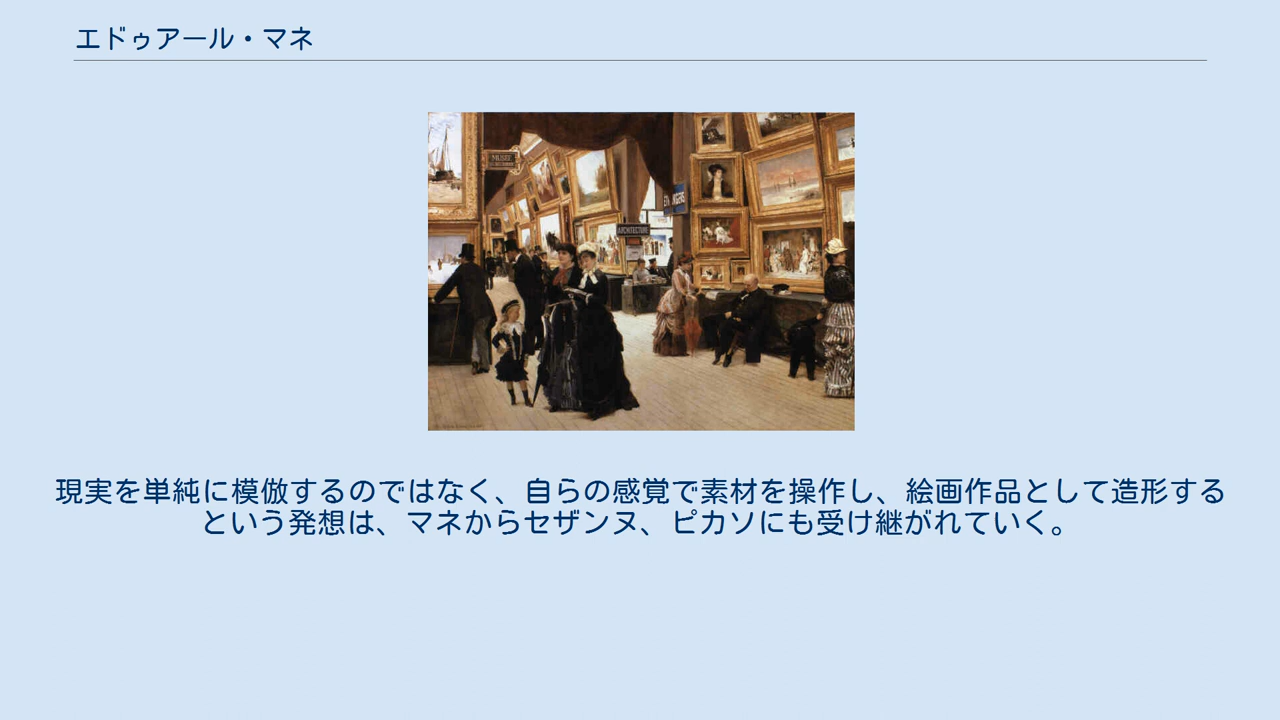 エドゥアール・マネ
MUSEE
ARCHITECTURE
現実を単純に模倣するのではなく、自らの感覚で素材を操作し、絵画作品として造形する
という発想は、マネからセザンヌ、ピカソにも受け継がれていく。